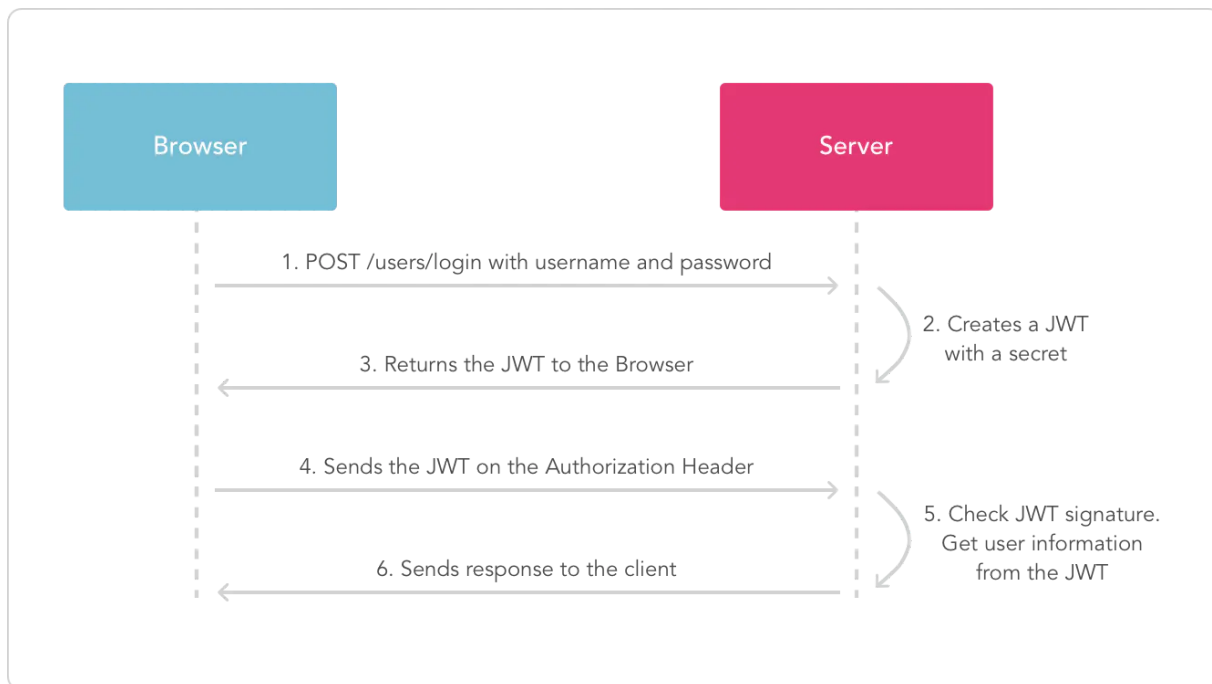 Browser
Server
1. POST /users/login with username and password
2. Creates a JWT
with a secret
3. Returns the JWT to the Browser
4. Sends the JWT on the Authorization Header
5. Check JWT signature.
Get user information
from the JWT
6. Sends response to the client